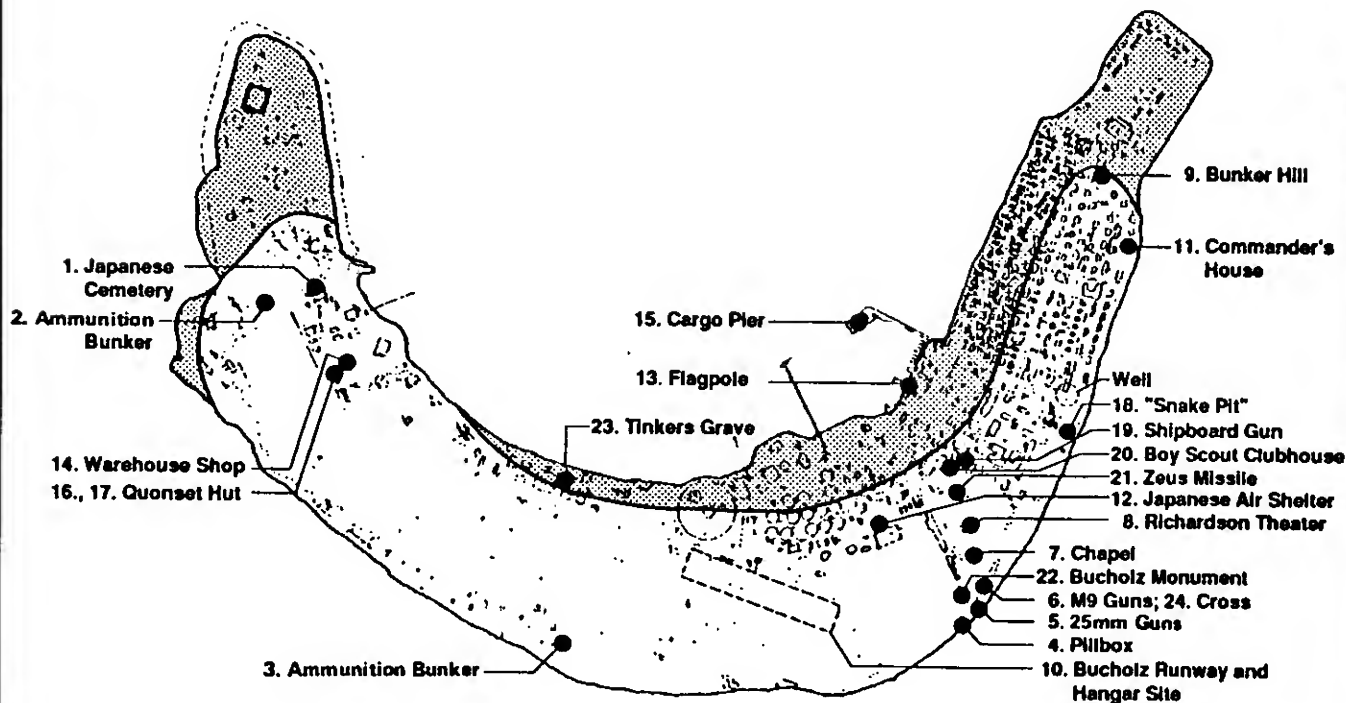 9. Bunker Hill
11. Commander's
House
1. Japanese
Cemetery
2. Ammunition
Bunker
15. Cargo Pier
13. Flagpole
Well
18. "Snake Pit"
19. Shipboard Gun
23. Tinkers Grave
20. Boy Scout Clubhouse
14. Warehouse Shop
21. Zeus Missile
16., 17. Quonset Hut
12. Japanese Air Shelter
8. Richardson Theater
7. Chapel
22. Bucholz Monument
6. M9 Guns; 24. Cross
5. 25mm Guns
4. Pillbox
3. Ammunition Bunker
10. Bucholz Runway and
Hangar Site